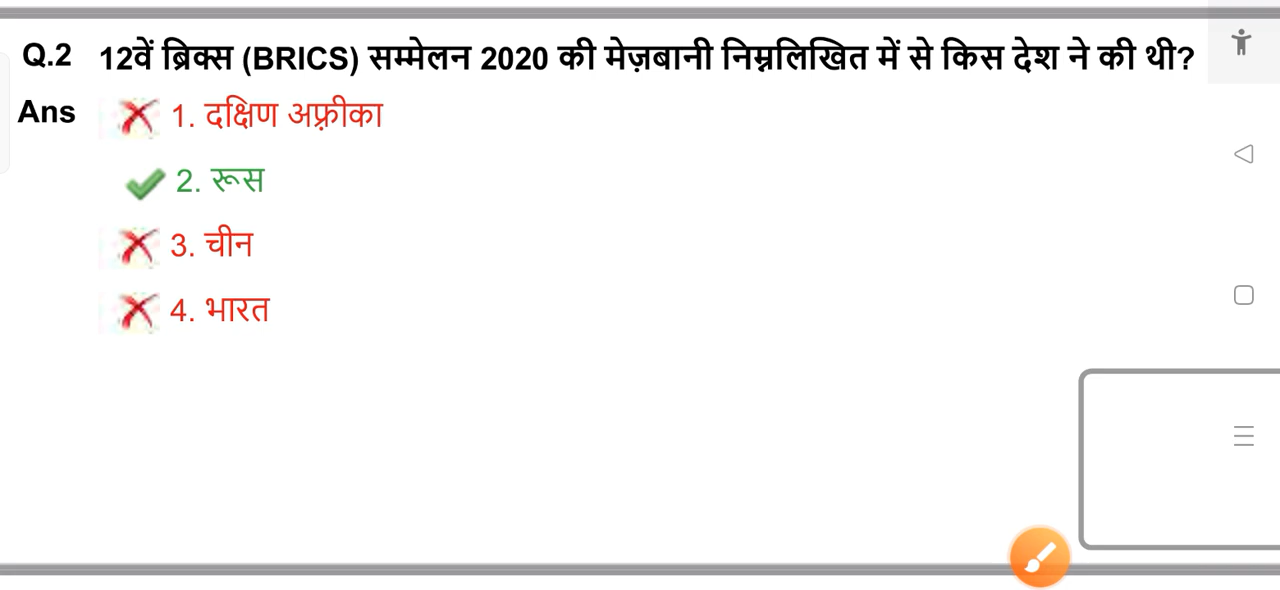 Q.2 12वें ब्रिक्स (BRICS) सम्मेलन 2020 की मेज़बानी निम्नलिखित में से किस देश ने की थी?
Ans 1. दक्षिण अफ़्रीका
2. रूस
3. चीन
4. भारत